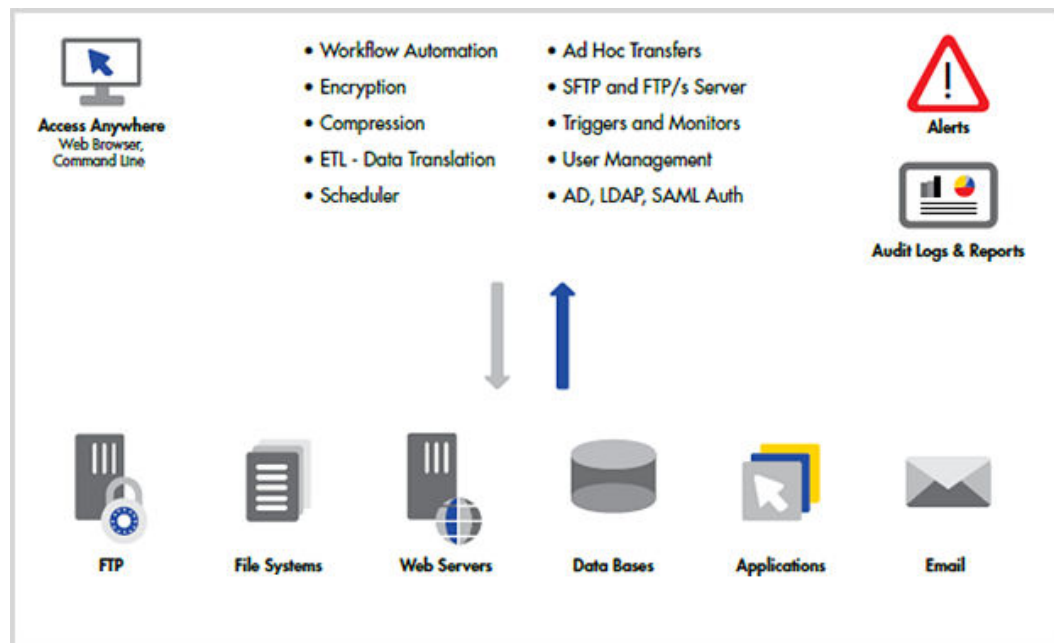 Access Anywhere
Web Browser,
Command Line
• Workflow Automation
• Encryption
• Compression
• ETL - Data Translation
• Scheduler
• Ad Hoc Transfers
• SFTP and FTP/s Server
• Triggers and Monitors
• User Management
• AD, LDAP, SAML Auth
!
Alerts
Audit Logs & Reports
FTP
File Systems
Web Servers
Data Bases
Applications
Email